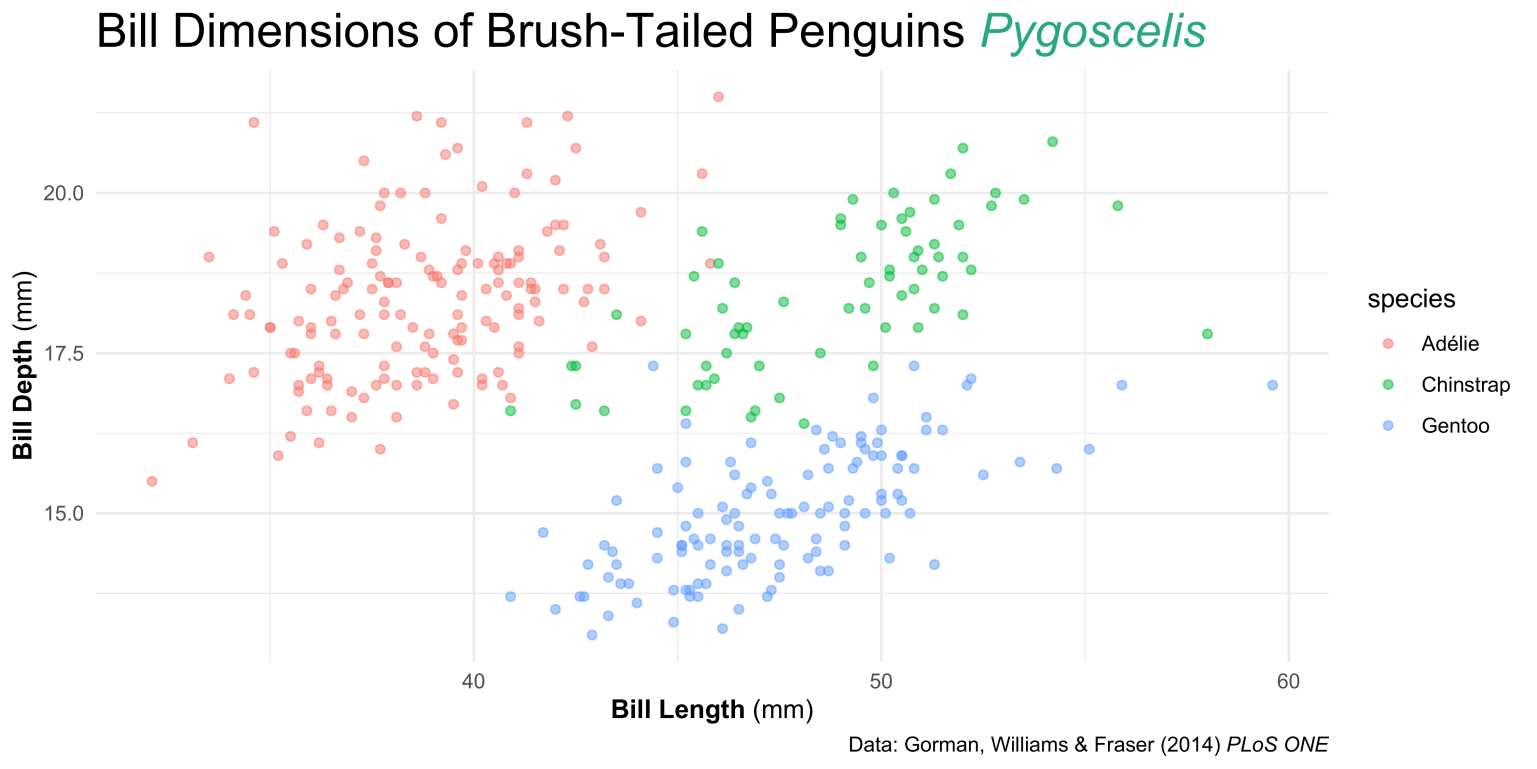 Bill Dimensions of Brush-Tailed Penguins Pygoscelis
20.0
17.5
15.0
Bill Depth (mm)
40
50
60
Bill Length (mm)
species
Adélie
Chinstrap
Gentoo
Data: Gorman, Williams & Fraser (2014) PLoS ONE